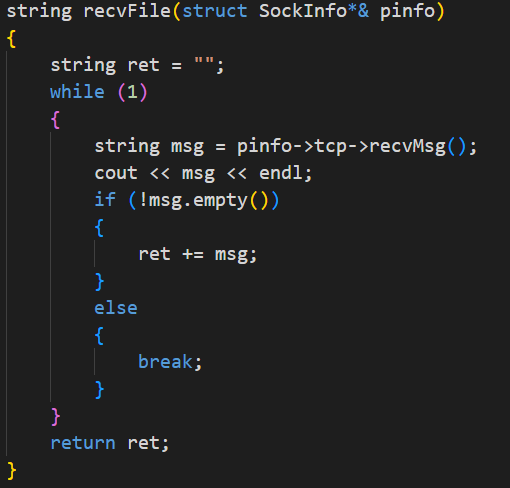 string recvFile(struct SockInfo*& pinfo)
{
    string ret = "";
    while (1)
    {
        string msg = pinfo->tcp->recvMsg();
        cout << msg << endl;
        if (!msg.empty())
        {
            ret += msg;
        }
        else
        {
            break;
        }
    }
    return ret;
}